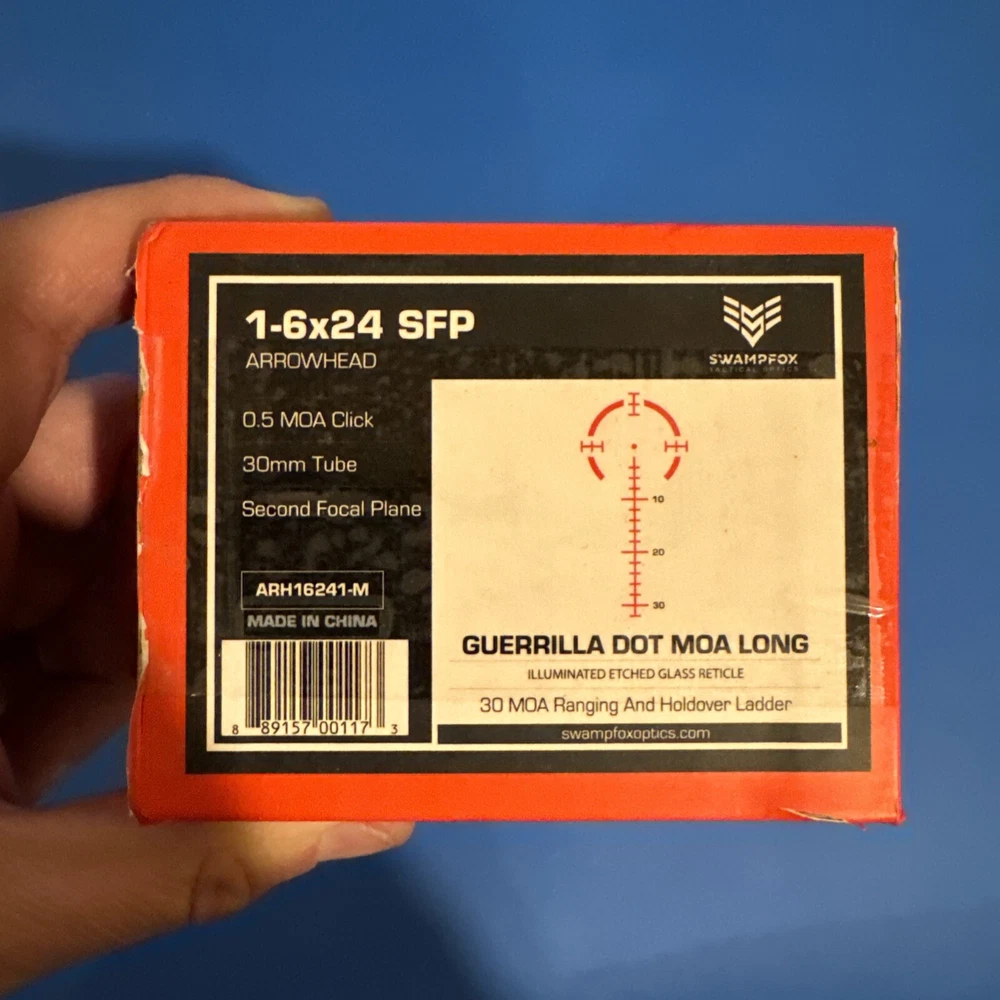 1-6x24 SFP
ARROWHEAD
SWAMPFOX
TACTICAL OPTICS
0.5 MOA Click
30mm Tube
Second Focal Plane
ARH16241-M
MADE IN CHINA
8 89157 00117 3
10
20
30
GUERRILLA DOT MOA LONG
ILLUMINATED ETCHED GLASS RETICLE
30 MOA Ranging And Holdover Ladder
swampfoxoptics.com